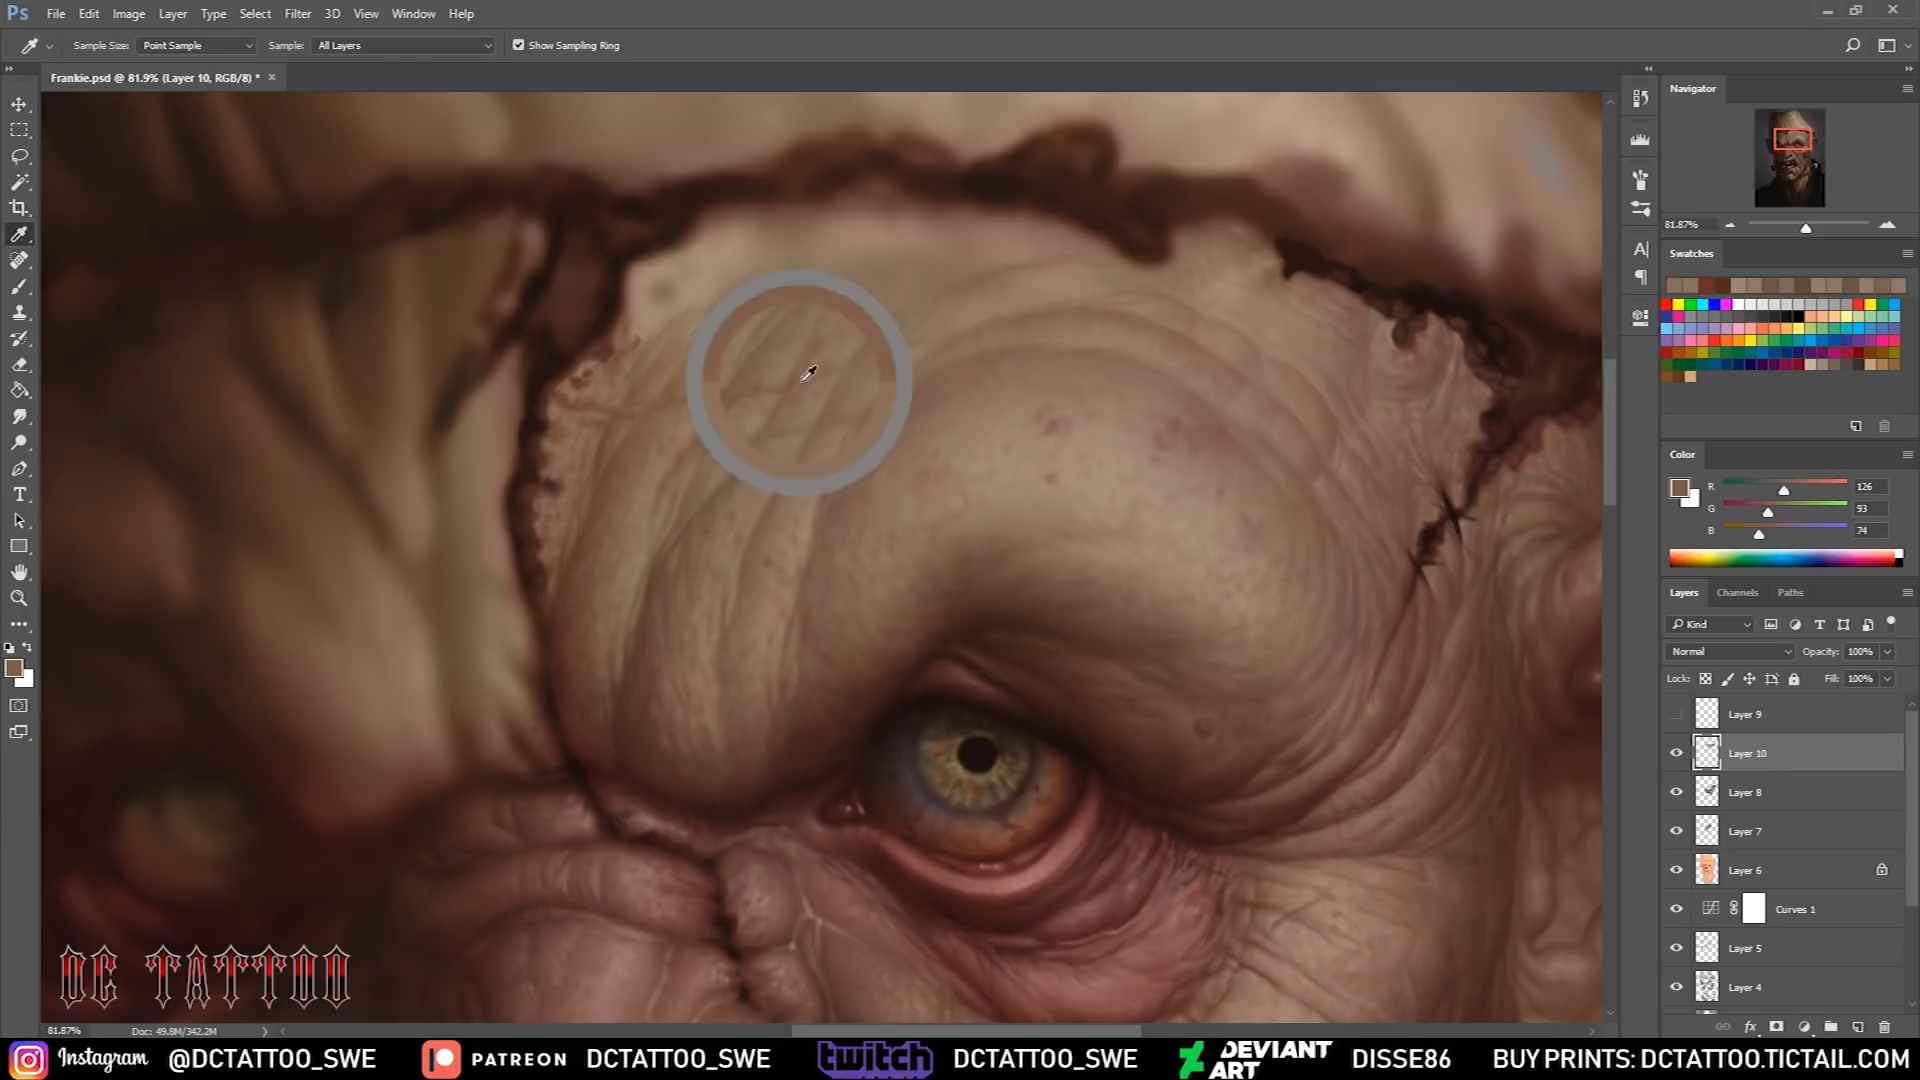 Ps File Edit Image Layer Type Select Filter 3D View Window Help
Sample Size: Point Sample Sample: All Layers Show Sampling Ring
Frankie.psd @ 81.9% (Layer 10, RGB/8) * ×
Navigator
81.87%
Swatches
Color
R 126
G 93
B 74
Layers Channels Paths
Kind
Normal Opacity: 100%
Lock: Fill: 100%
Layer 9
Layer 10
Layer 8
Layer 7
Layer 6
Curves 1
Layer 5
Layer 4
DC TATTOO
81.87% Doc: 49.8M/342.2M
Instagram @DCTATTOO_SWE PATREON DCTATTOO_SWE twitch DCTATTOO_SWE DEVIANT ART DISSE86 BUY PRINTS: DCTATTOO.TICTAIL.COM